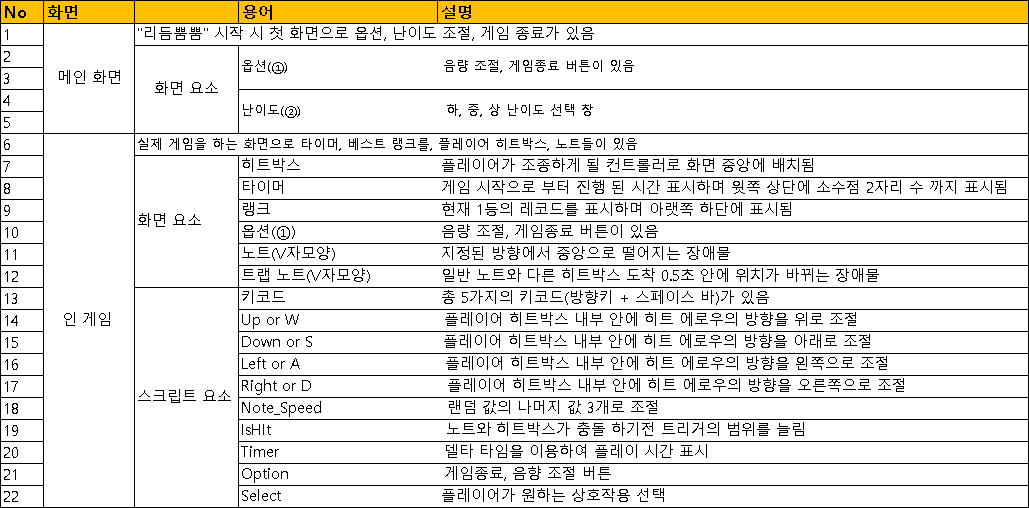 No 화면 용어 설명
1 메인 화면 "리듬뿜뿜" 시작 시 첫 화면으로 옵션, 난이도 조절, 게임 종료가 있음
2 화면 요소 옵션(①) 음량 조절, 게임종료 버튼이 있음
3
4 난이도(②) 하, 중, 상 난이도 선택 창
5
6 인 게임 실제 게임을 하는 화면으로 타이머, 베스트 랭크를, 플레이어 히트박스, 노트들이 있음
7 화면 요소 히트박스 플레이어가 조종하게 될 컨트롤러로 화면 중앙에 배치됨
8 타이머 게임 시작으로 부터 진행 된 시간 표시하며 윗쪽 상단에 소수점 2자리 수 까지 표시됨
9 랭크 현재 1등의 레코드를 표시하며 아랫쪽 하단에 표시됨
10 옵션(①) 음량 조절, 게임종료 버튼이 있음
11 노트(V자모양) 지정된 방향에서 중앙으로 떨어지는 장애물
12 트랩 노트(V자모양) 일반 노트와 다른 히트박스 도착 0.5초 안에 위치가 바뀌는 장애물
13 스크립트 요소 키코드 총 5가지의 키코드(방향키 + 스페이스 바)가 있음
14 Up or W 플레이어 히트박스 내부 안에 히트 에로우의 방향을 위로 조절
15 Down or S 플레이어 히트박스 내부 안에 히트 에로우의 방향을 아래로 조절
16 Left or A 플레이어 히트박스 내부 안에 히트 에로우의 방향을 왼쪽으로 조절
17 Right or D 플레이어 히트박스 내부 안에 히트 에로우의 방향을 오른쪽으로 조절
18 Note_Speed 랜덤 값의 나머지 값 3개로 조절
19 IsHIt 노트와 히트박스가 충돌 하기전 트리거의 범위를 늘림
20 Timer 델타 타임을 이용하여 플레이 시간 표시
21 Option 게임종료, 음향 조절 버튼
22 Select 플레이어가 원하는 상호작용 선택